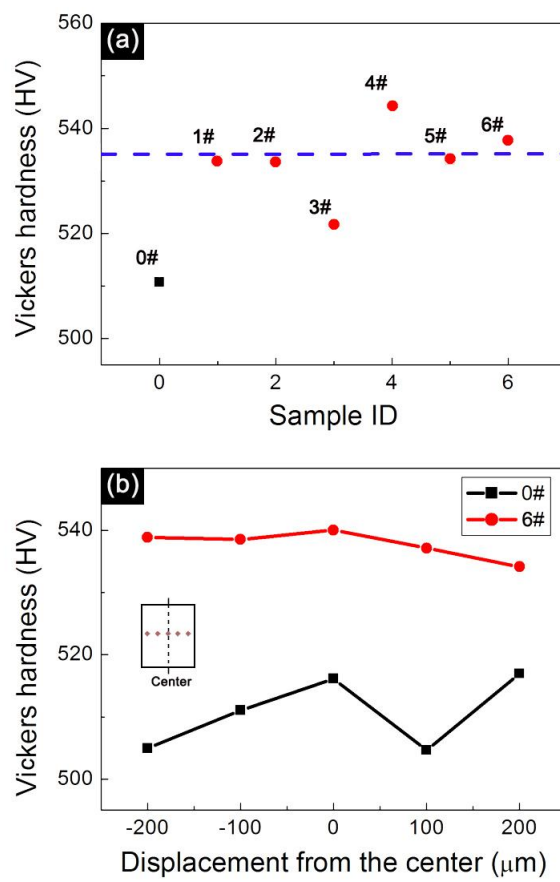 (a)
560
540
520
500
Vickers hardness (HV)
0#
1#
2#
3#
4#
5#
6#
0 2 4 6
Sample ID
(b)
0#
6#
540
520
500
Vickers hardness (HV)
Center
-200 -100 0 100 200
Displacement from the center (μm)